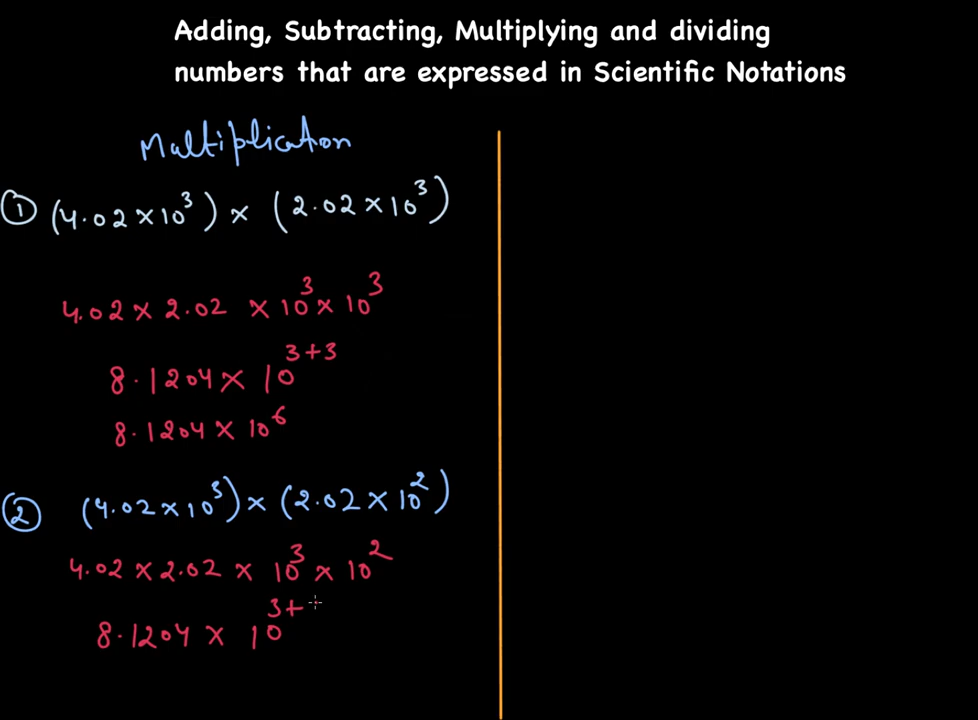 Adding, Subtracting, Multiplying and dividing
numbers that are expressed in Scientific Notations
Multiplication
① (4.02 × 10³) × (2.02 × 10³)
4.02 × 2.02 × 10³ × 10³
8.1204 × 10³⁺³
8.1204 × 10⁶
② (4.02 × 10³) × (2.02 × 10²)
4.02 × 2.02 × 10³ × 10²
8.1204 × 10³⁺